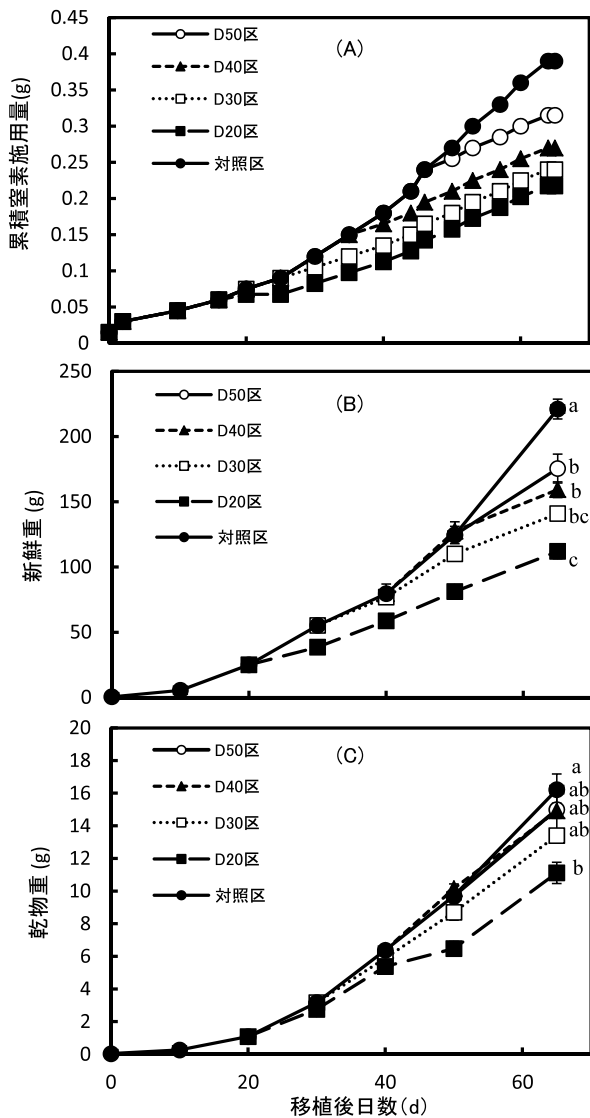 0.45
0.4
0.35
0.3
0.25
0.2
0.15
0.1
0.05
0
累積窒素施用量(g)
D50区
D40区
D30区
D20区
対照区
(A)
250
200
150
100
50
0
新鮮重 (g)
D50区
D40区
D30区
D20区
対照区
(B)
a
b
b
bc
c
20
18
16
14
12
10
8
6
4
2
0
乾物重 (g)
D50区
D40区
D30区
D20区
対照区
(C)
a
ab
ab
ab
b
0 20 40 60
移植後日数(d)